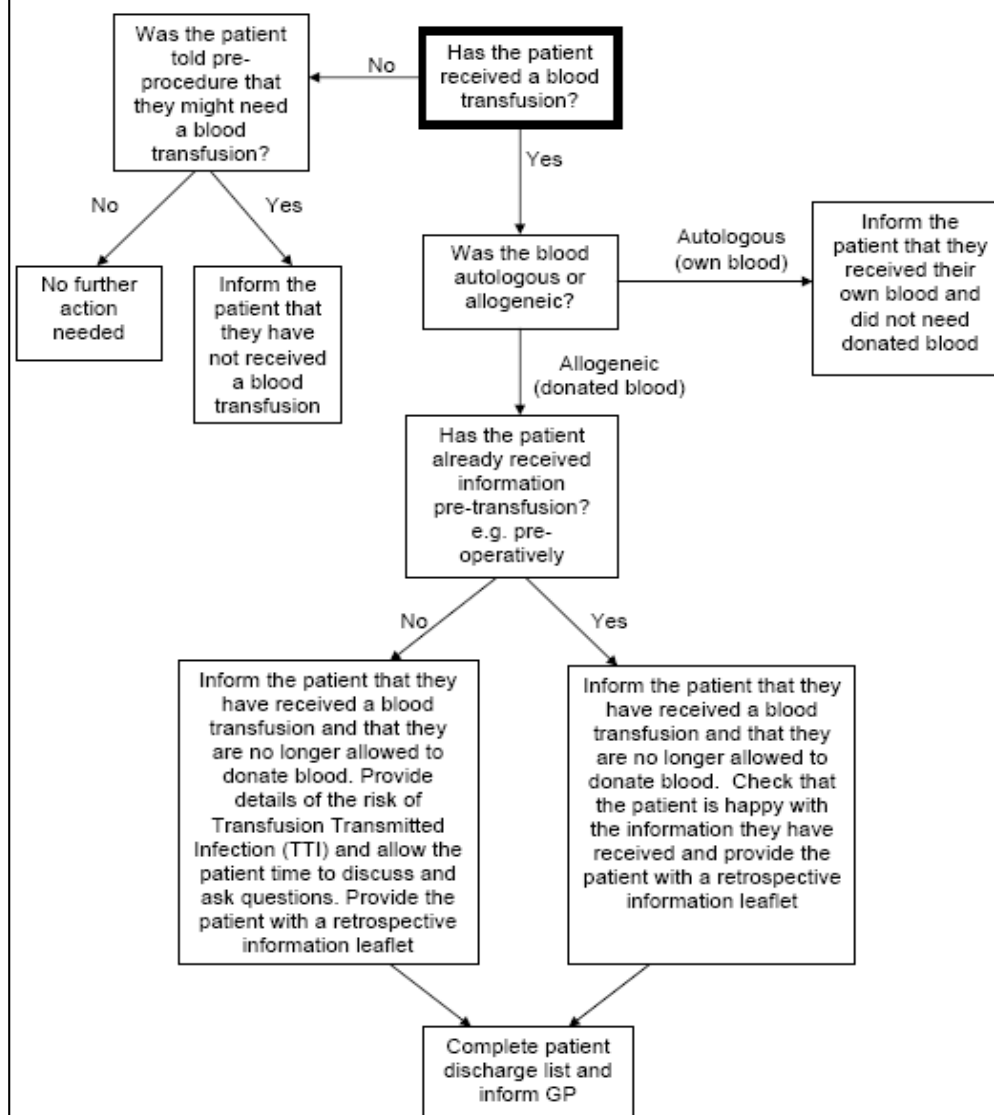 Was the patient
told pre-
procedure that
they might need
a blood
transfusion?
No
Has the patient
received a blood
transfusion?
Yes
No
Yes
No further
action
needed
Inform the
patient that
they have
not received
a blood
transfusion
Was the blood
autologous or
allogeneic?
Autologous
(own blood)
Inform the
patient that they
received their
own blood and
did not need
donated blood
Allogeneic
(donated blood)
Has the patient
already received
information
pre-transfusion?
e.g. pre-
operatively
No
Yes
Inform the patient that they
have received a blood
transfusion and that they
are no longer allowed to
donate blood. Provide
details of the risk of
Transfusion Transmitted
Infection (TTI) and allow the
patient time to discuss and
ask questions. Provide the
patient with a retrospective
information leaflet
Inform the patient that they
have received a blood
transfusion and that they
are no longer allowed to
donate blood. Check that
the patient is happy with
the information they have
received and provide the
patient with a retrospective
information leaflet
Complete patient
discharge list and
inform GP